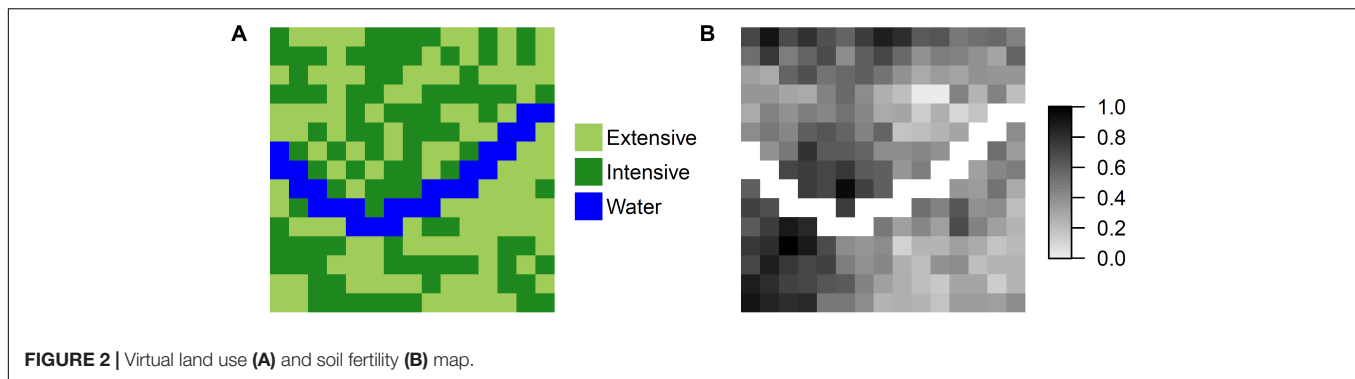 A
Extensive
Intensive
Water
B
1.0
0.8
0.6
0.4
0.2
0.0
FIGURE 2 | Virtual land use (A) and soil fertility (B) map.